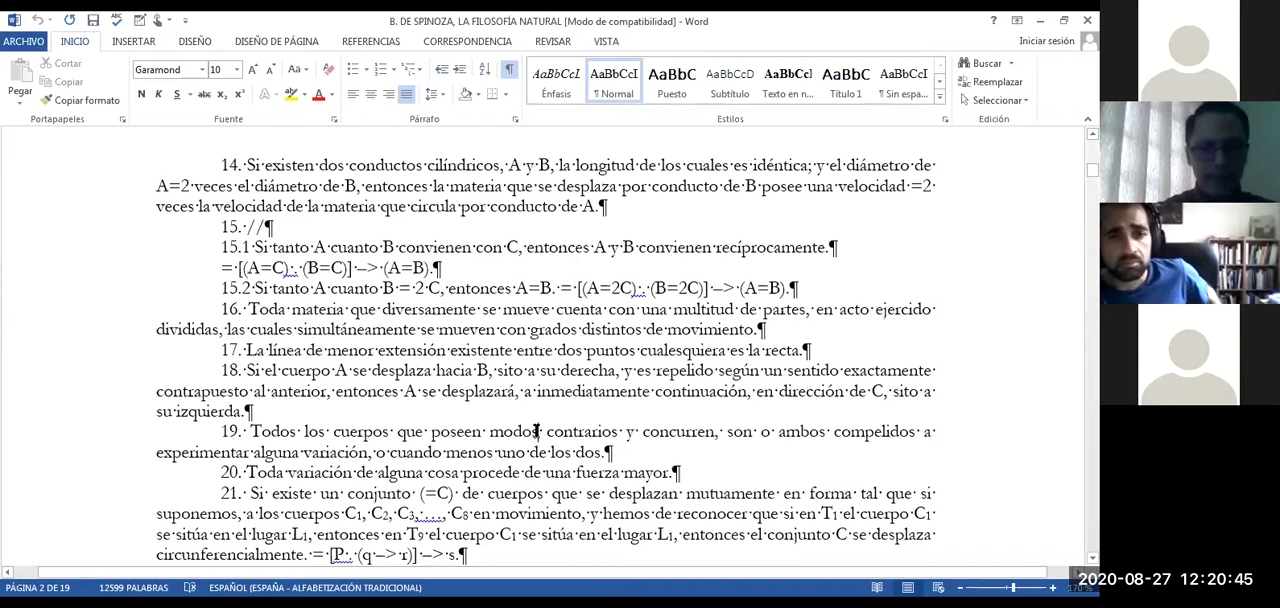 B. DE SPINOZA, LA FILOSOFÍA NATURAL [Modo de compatibilidad] - Word
ARCHIVO INICIO INSERTAR DISEÑO DISEÑO DE PÁGINA REFERENCIAS CORRESPONDENCIA REVISAR VISTA Iniciar sesión
Pegar
Cortar
Copiar
Copiar formato
Portapapeles
Garamond 10
N K S abc x₂ x²
Fuente
Párrafo
AaBbCcI AaBbCcI AaBbC AaBbCcI AaBbCcl AaBbC AaBbCcI
Énfasis ¶ Normal Puesto Subtítulo Texto en n... Título 1 ¶ Sin espa...
Estilos
Buscar
Reemplazar
Seleccionar
Edición
14. Si existen dos conductos cilíndricos, A y B, la longitud de los cuales es idéntica; y el diámetro de
A=2 veces el diámetro de B, entonces la materia que se desplaza por conducto de B posee una velocidad =2
veces la velocidad de la materia que circula por conducto de A.¶
15. //¶
15.1 Si tanto A cuanto B convienen con C, entonces A y B convienen recíprocamente.¶
= [(A=C) . (B=C)] –> (A=B).¶
15.2 Si tanto A cuanto B = 2 C, entonces A=B. = [(A=2C) . (B=2C)] –> (A=B).¶
16. Toda materia que diversamente se mueve cuenta con una multitud de partes, en acto ejercido
divididas, las cuales simultáneamente se mueven con grados distintos de movimiento.¶
17. La línea de menor extensión existente entre dos puntos cualesquiera es la recta.¶
18. Si el cuerpo A se desplaza hacia B, sito a su derecha, y es repelido según un sentido exactamente
contrapuesto al anterior, entonces A se desplazará, a inmediatamente continuación, en dirección de C, sito a
su izquierda.¶
19. Todos los cuerpos que poseen modos contrarios y concurren, son o ambos compelidos a
experimentar alguna variación, o cuando menos uno de los dos.¶
20. Toda variación de alguna cosa procede de una fuerza mayor.¶
21. Si existe un conjunto (=C) de cuerpos que se desplazan mutuamente en forma tal que si
suponemos, a los cuerpos C₁, C₂, C₃, ..., C₈ en movimiento, y hemos de reconocer que si en T₁ el cuerpo C₁
se sitúa en el lugar L₁, entonces en T₉ el cuerpo C₁ se sitúa en el lugar L₁, entonces el conjunto C se desplaza
circunferencialmente. = [P . (q –> r)] –> s.¶
PÁGINA 2 DE 19 12599 PALABRAS ESPAÑOL (ESPAÑA - ALFABETIZACIÓN TRADICIONAL) 170 %
2020-08-27 12:20:45